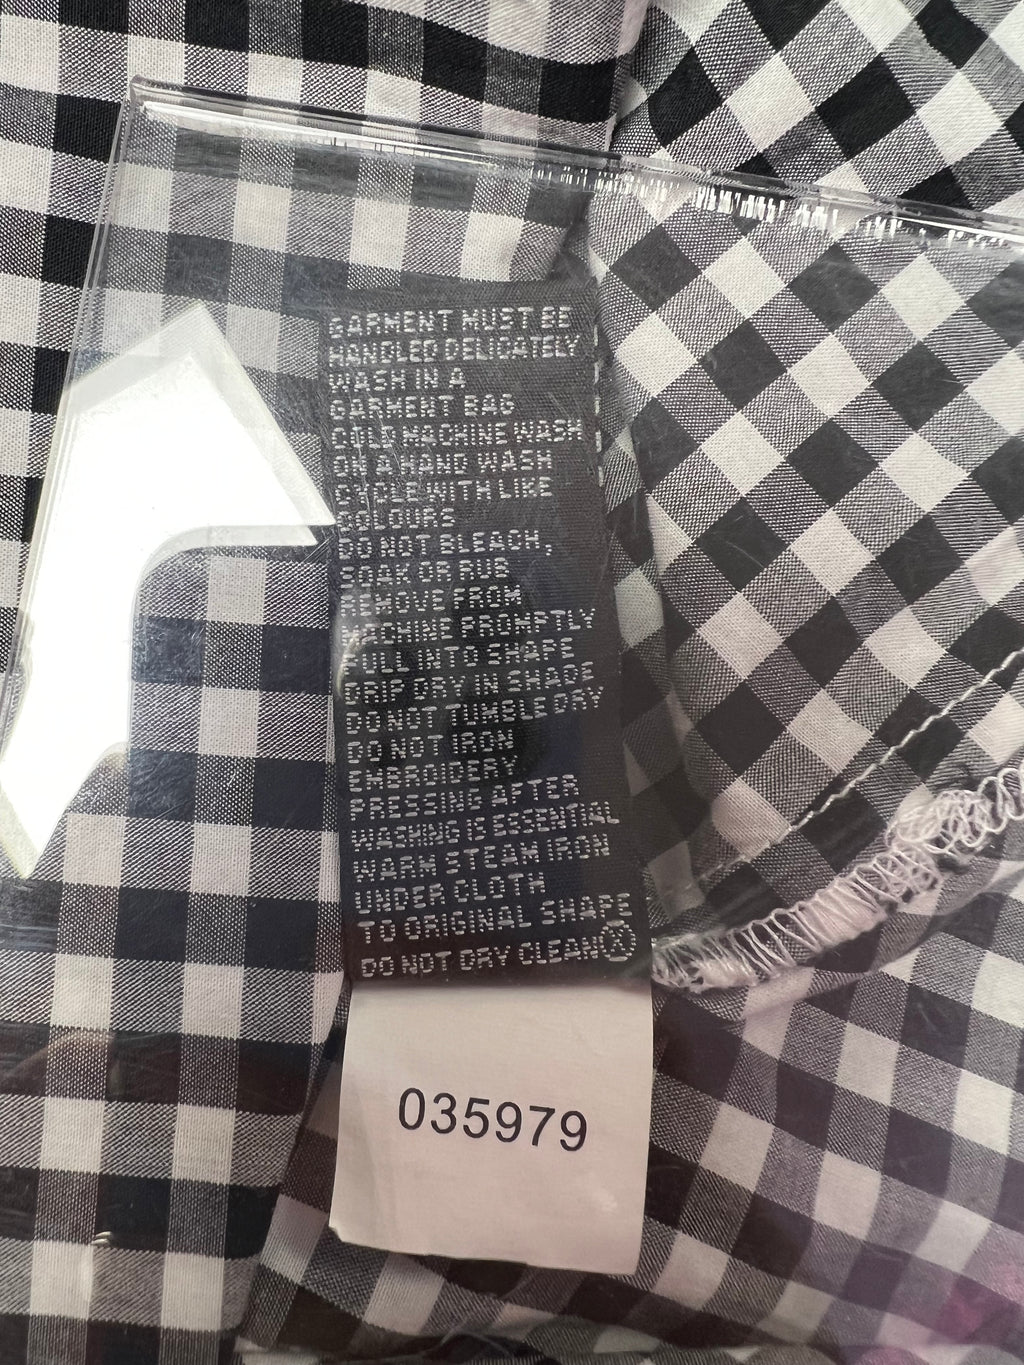 GARMENT MUST BE
HANDLED DELICATELY
WASH IN A
GARMENT BAG
COLD MACHINE WASH
ON A HAND WASH
CYCLE WITH LIKE
COLOURS
DO NOT BLEACH,
SOAK OR RUB
REMOVE FROM
MACHINE PROMPTLY
PULL INTO SHAPE
DRIP DRY IN SHADE
DO NOT TUMBLE DRY
DO NOT IRON
EMBROIDERY
PRESSING AFTER
WASHING IS ESSENTIAL
WARM STEAM IRON
UNDER CLOTH
TO ORIGINAL SHAPE
DO NOT DRY CLEAN Ⓐ
035979